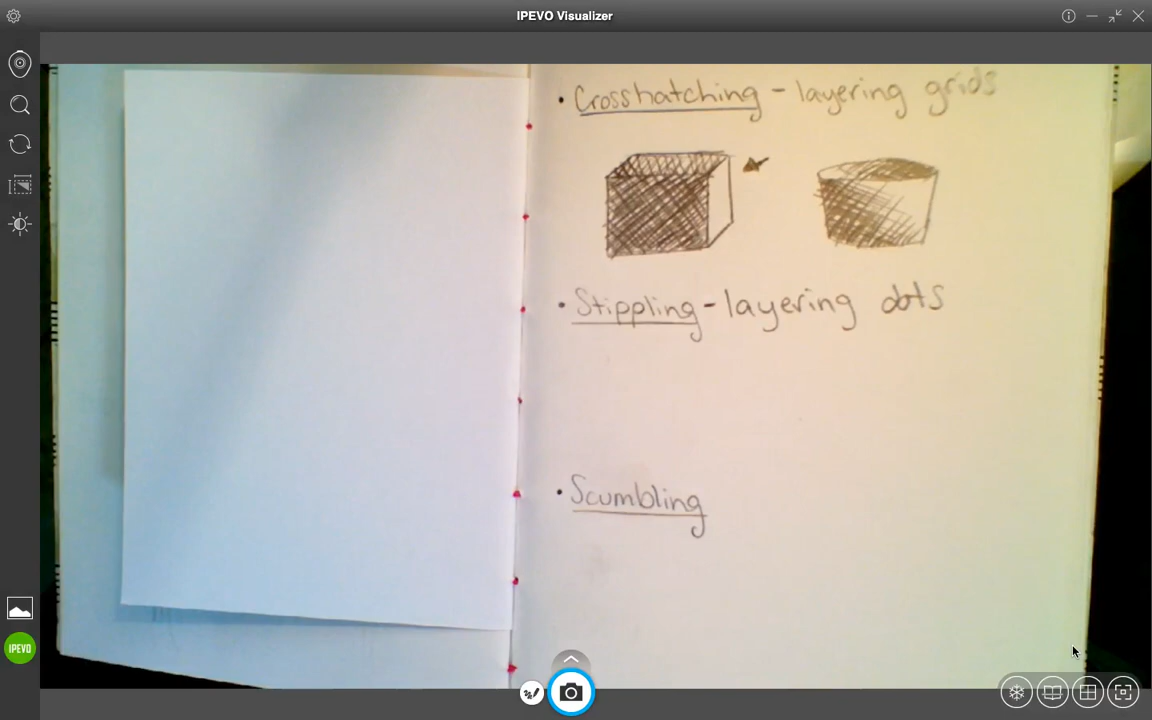 IPEVO Visualizer
• Crosshatching - layering grids
• Stippling - layering dots
• Scumbling
IPEVO